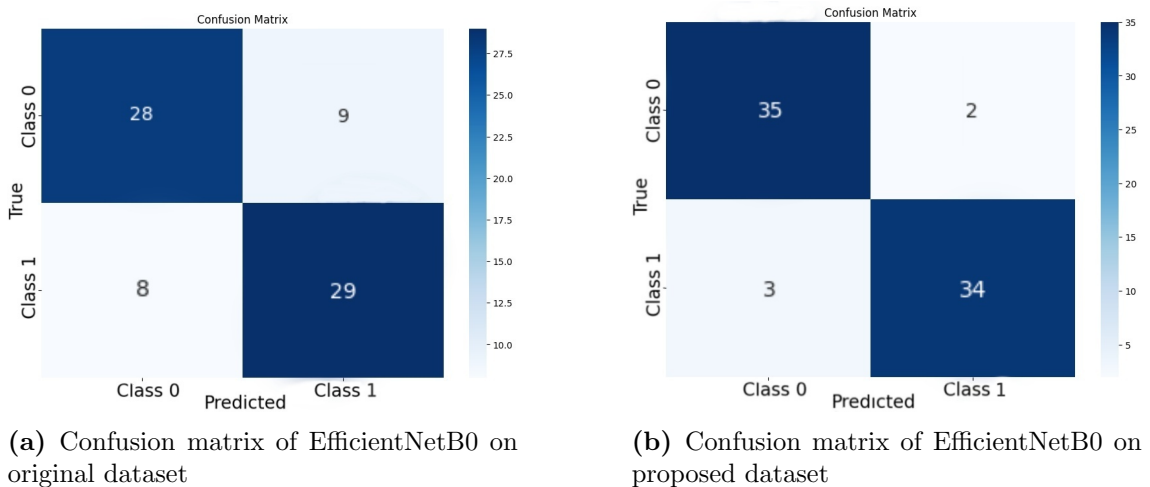 Confusion Matrix
Class 0
28
9
27.5
25.0
22.5
20.0
17.5
15.0
12.5
10.0
True
Class 1
8
29
Class 0
Class 1
Predicted
(a) Confusion matrix of EfficientNetB0 on
original dataset
Confusion Matrix
Class 0
35
2
35
30
25
20
15
10
5
True
Class 1
3
34
Class 0
Class 1
Predicted
(b) Confusion matrix of EfficientNetB0 on
proposed dataset